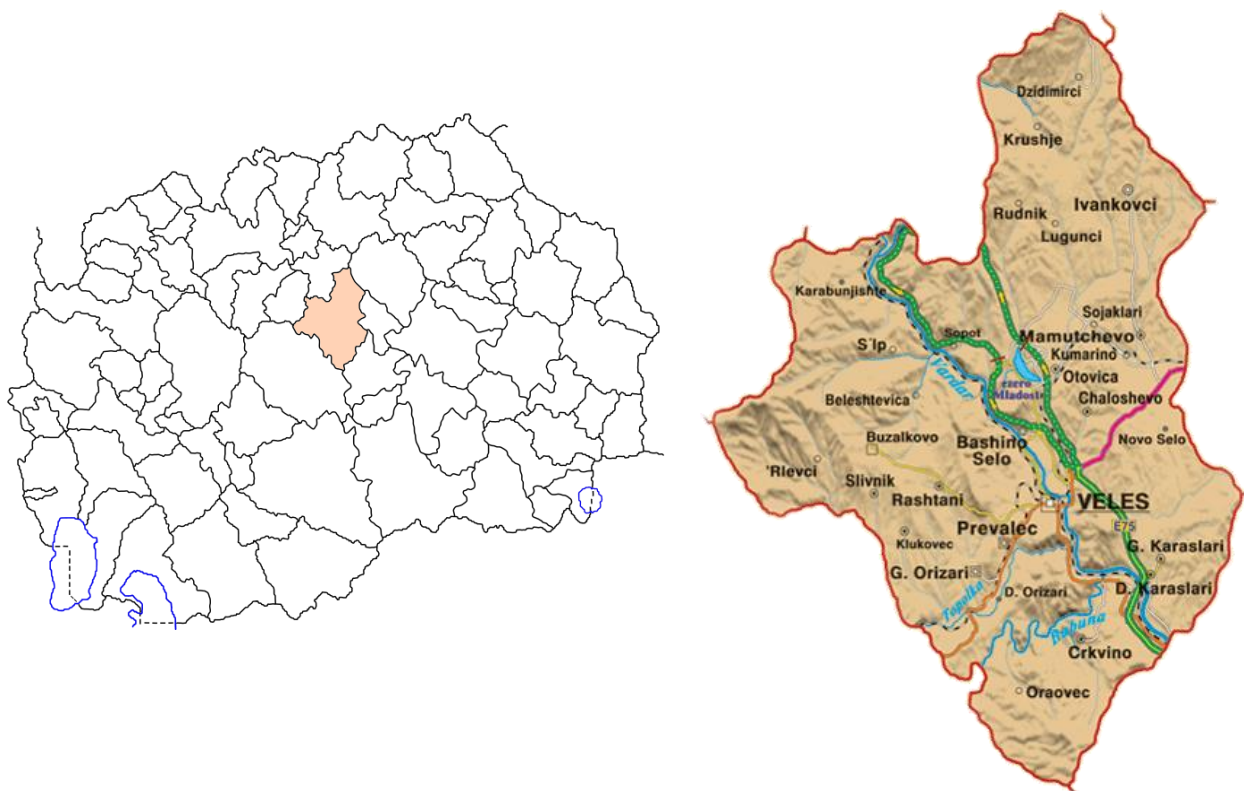 Dzidimirci
Krushje
Ivankovci
Rudnik
Lugunci
Karabunjishte
Sojaklari
Sopot
Mamutchevo
S'lp
Kumarino
Vardar
Otovica
ezero
Mladost
Beleshtevica
Chaloshevo
Buzalkovo
Bashino
Selo
Novo Selo
'Rlevci
Slivnik
Rashtani
VELES
Prevalec
E75
Klukovec
G. Karaslari
G. Orizari
D. Karaslari
D. Orizari
Topolka
Babuna
Crkvino
Oraovec